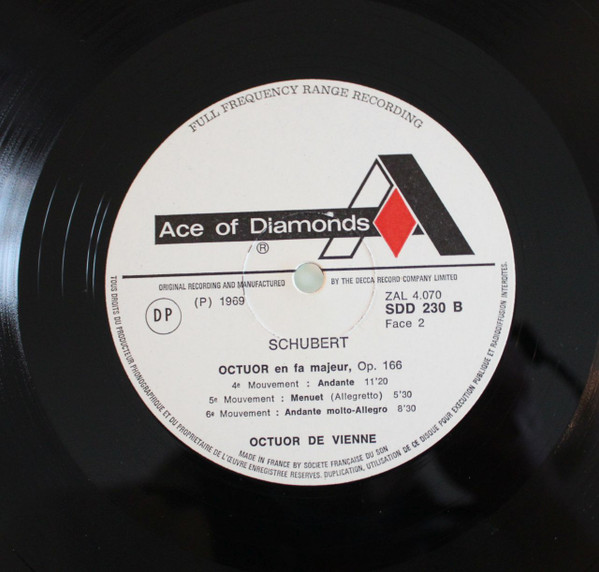 FULL FREQUENCY RANGE RECORDING
Ace of Diamonds
®
ORIGINAL RECORDING AND MANUFACTURED BY THE DECCA RECORD COMPANY LIMITED
DP
(P) 1969
ZAL 4.070
SDD 230 B
Face 2
SCHUBERT
OCTUOR en fa majeur, Op. 166
4e Mouvement : Andante 11'20
5e Mouvement : Menuet (Allegretto) 5'30
6e Mouvement : Andante molto-Allegro 8'30
OCTUOR DE VIENNE
MADE IN FRANCE BY SOCIÉTÉ FRANÇAISE DU SON
TOUS DROITS DU PRODUCTEUR PHONOGRAPHIQUE ET DU PROPRIETAIRE DE L'ŒUVRE ENREGISTREE RESERVES. DUPLICATION, UTILISATION DE CE DISQUE POUR EXECUTION PUBLIQUE ET RADIODIFFUSION INTERDITES.